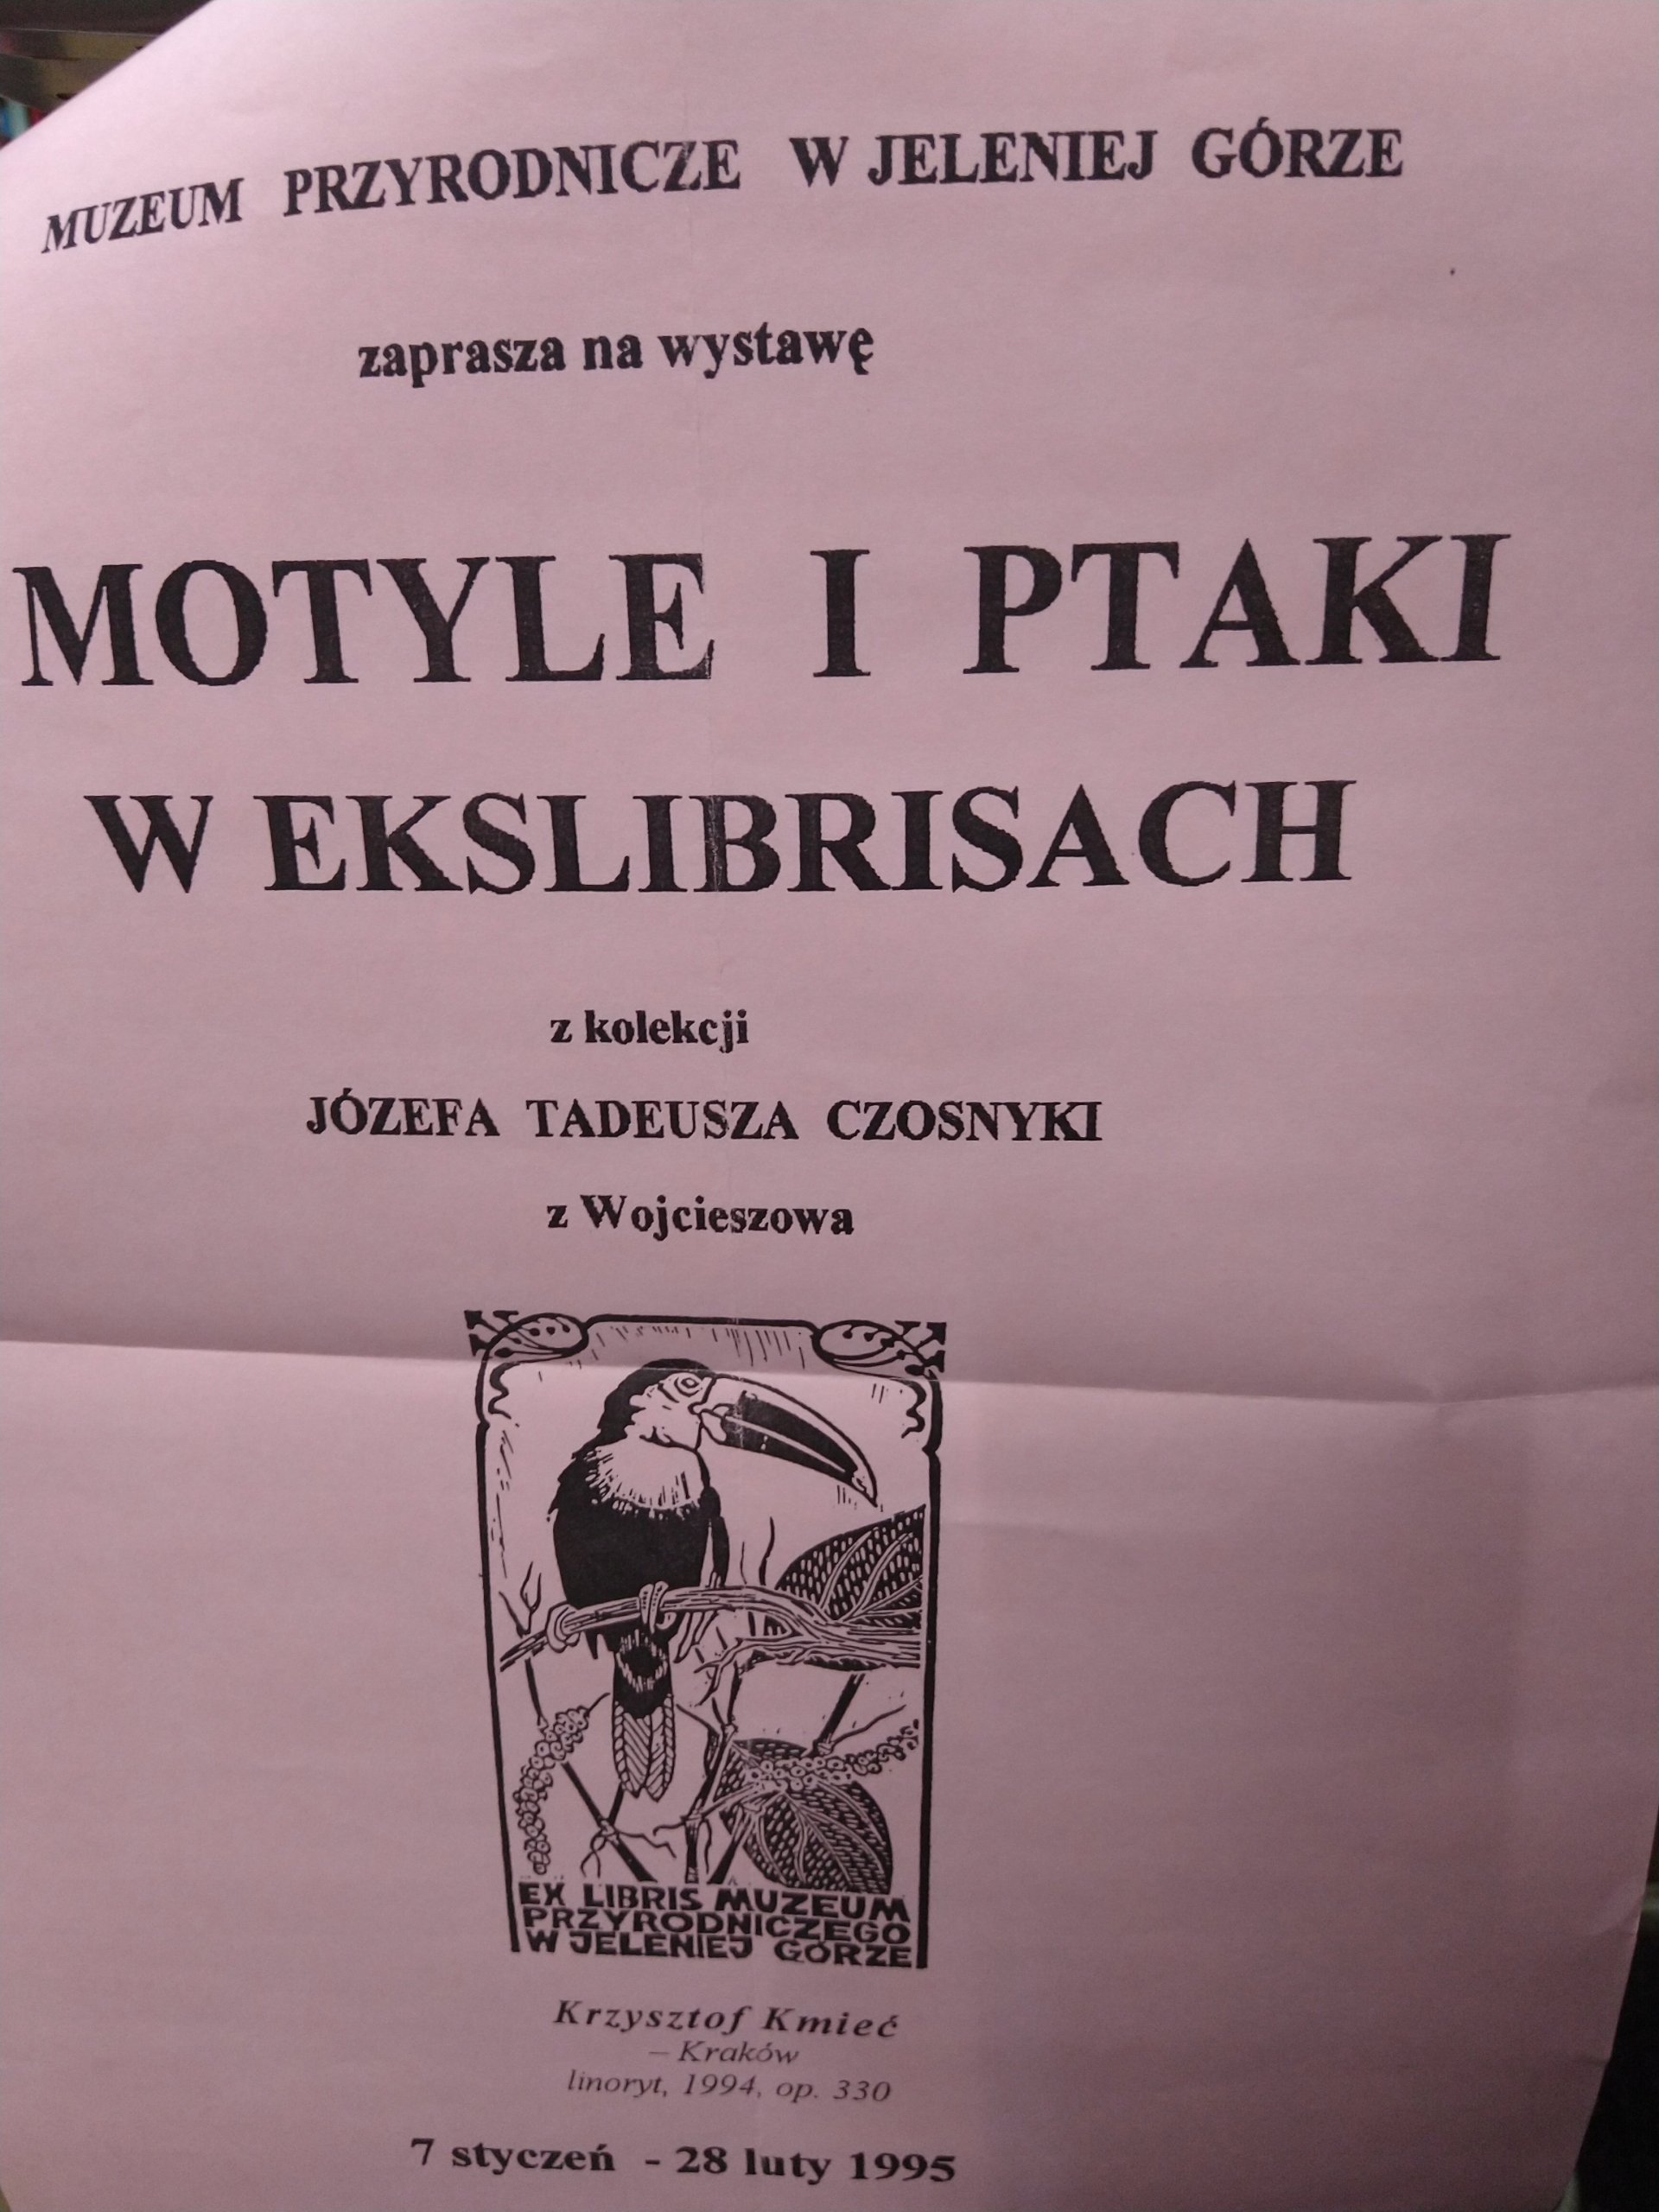 MUZEUM PRZYRODNICZE W JELENIEJ GÓRZE
zaprasza na wystawę
MOTYLE I PTAKI
W EKSLIBRISACH
z kolekcji
JÓZEFA TADEUSZA CZOSNYKI
z Wojcieszowa
EX LIBRIS MUZEUM
PRZYRODNICZEGO
W JELENIEJ GÓRZE
Krzysztof Kmieć
– Kraków
linoryt, 1994, op. 330
7 styczeń - 28 luty 1995